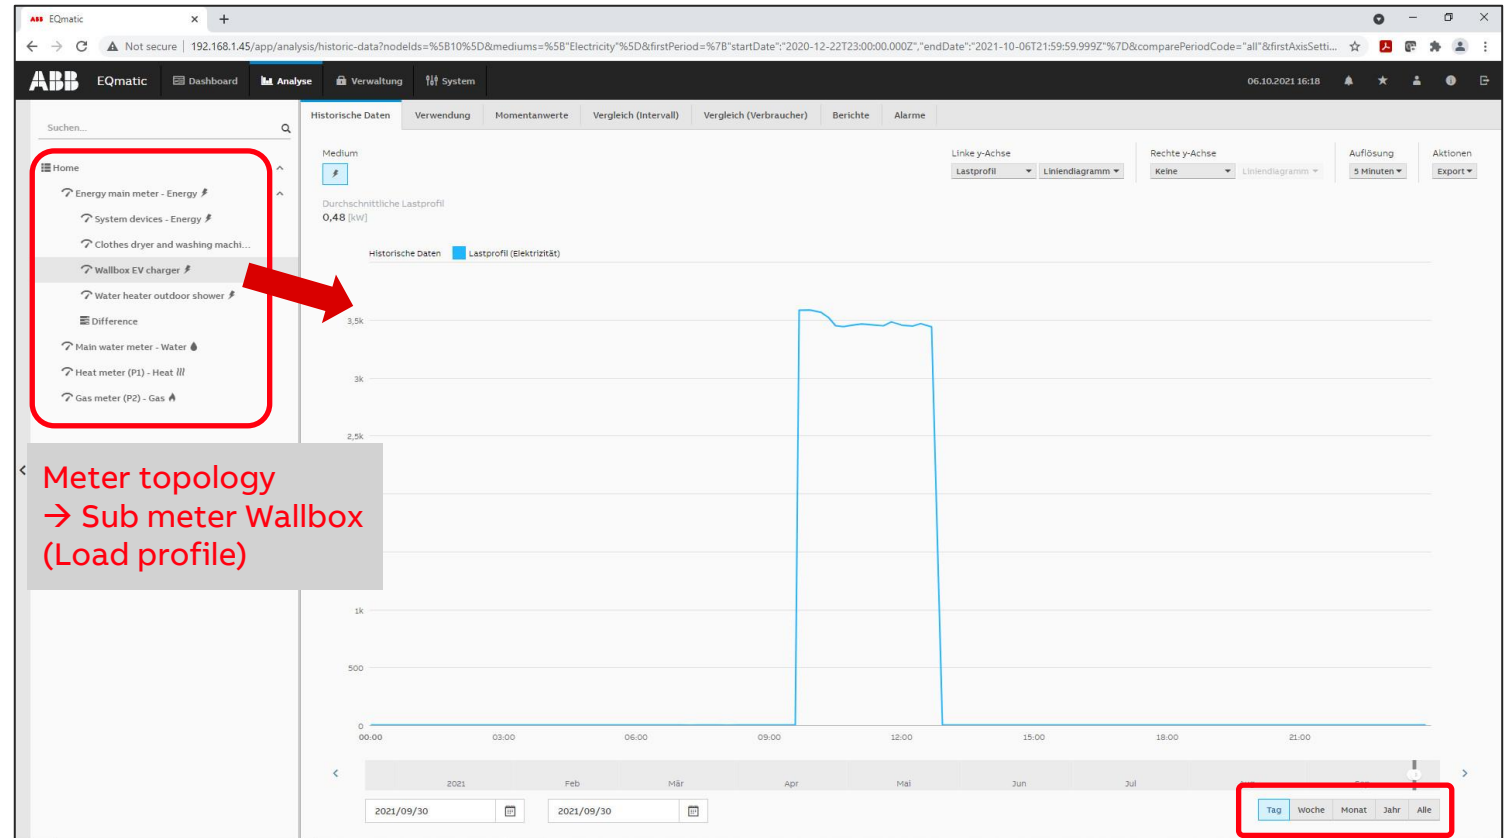 ABB EQmatic
Not secure 192.168.1.45/app/analysis/historic-data?nodeIds=%5B10%5D&mediums=%5B"Electricity"%5D&firstPeriod=%7B"startDate":"2020-12-22T23:00:00.000Z","endDate":"2021-10-06T21:59:59.999Z"%7D&comparePeriodCode="all"&firstAxisSetti...
ABB EQmatic Dashboard Analyse Verwaltung System 06.10.2021 16:18
Historische Daten Verwendung Momentanwerte Vergleich (Intervall) Vergleich (Verbraucher) Berichte Alarme
Suchen...
Home
Energy main meter - Energy
System devices - Energy
Clothes dryer and washing machi...
Wallbox EV charger
Water heater outdoor shower
Difference
Main water meter - Water
Heat meter (P1) - Heat
Gas meter (P2) - Gas
Meter topology
→ Sub meter Wallbox
(Load profile)
Medium
Linke y-Achse
Lastprofil Liniendiagramm
Rechte y-Achse
Keine Liniendiagramm
Auflösung
5 Minuten
Aktionen
Export
Durchschnittliche Lastprofil
0,48 [kW]
Historische Daten Lastprofil (Elektrizität)
3,5k
3k
2,5k
1k
500
0
00:00 03:00 06:00 09:00 12:00 15:00 18:00 21:00
2021 Feb Mär Apr Mai Jun Jul
2021/09/30 2021/09/30
Tag Woche Monat Jahr Alle